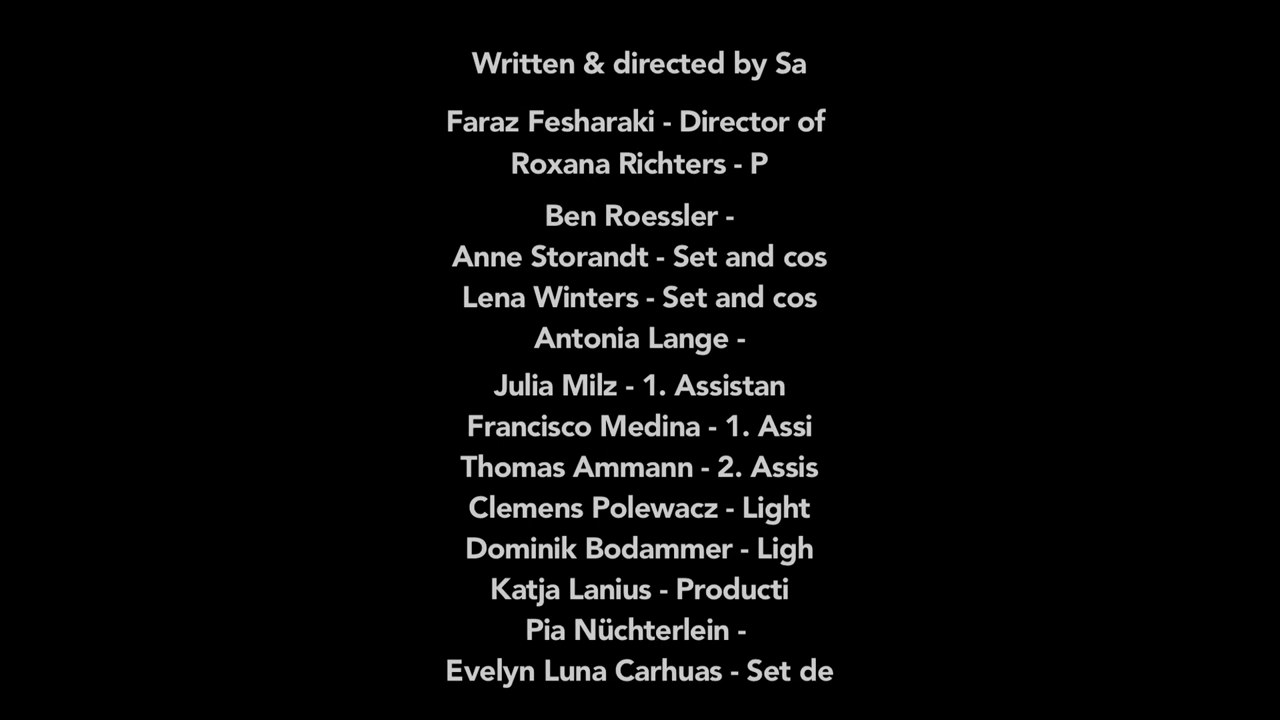 Written & directed by Sa
Faraz Fesharaki - Director of
Roxana Richters - P
Ben Roessler -
Anne Storandt - Set and cos
Lena Winters - Set and cos
Antonia Lange -
Julia Milz - 1. Assistan
Francisco Medina - 1. Assi
Thomas Ammann - 2. Assis
Clemens Polewacz - Light
Dominik Bodammer - Ligh
Katja Lanius - Producti
Pia Nüchterlein -
Evelyn Luna Carhuas - Set de